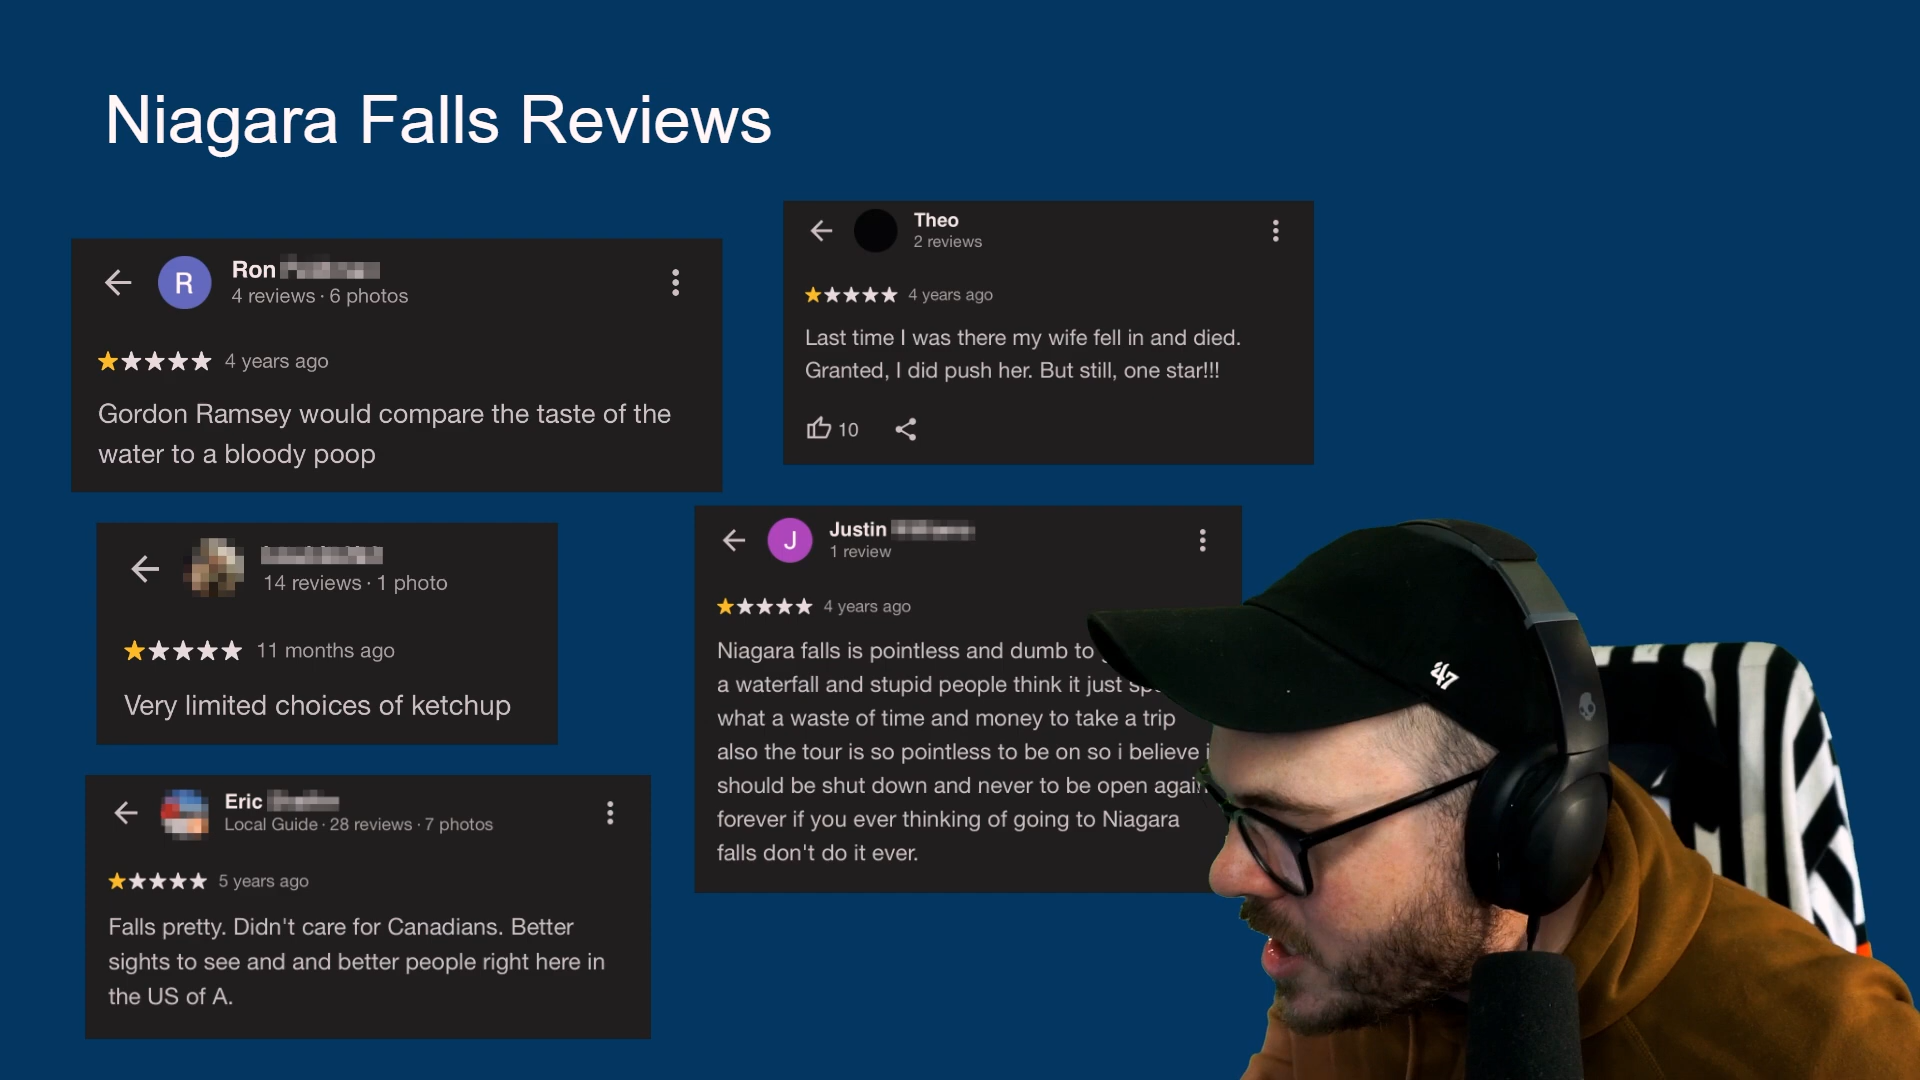 Niagara Falls Reviews
R
Ron
4 reviews · 6 photos
4 years ago
Gordon Ramsey would compare the taste of the
water to a bloody poop
Theo
2 reviews
4 years ago
Last time I was there my wife fell in and died.
Granted, I did push her. But still, one star!!!
10
14 reviews · 1 photo
11 months ago
Very limited choices of ketchup
J
Justin
1 review
4 years ago
Niagara falls is pointless and dumb to
a waterfall and stupid people think it just
what a waste of time and money to take a trip
also the tour is so pointless to be on so i believe
should be shut down and never to be open again
forever if you ever thinking of going to Niagara
falls don't do it ever.
Eric
Local Guide · 28 reviews · 7 photos
5 years ago
Falls pretty. Didn't care for Canadians. Better
sights to see and and better people right here in
the US of A.
47